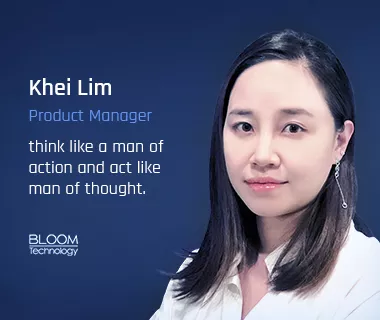 Khei Lim
Product Manager
think like a man of
action and act like
man of thought.
BLOOM
Technology